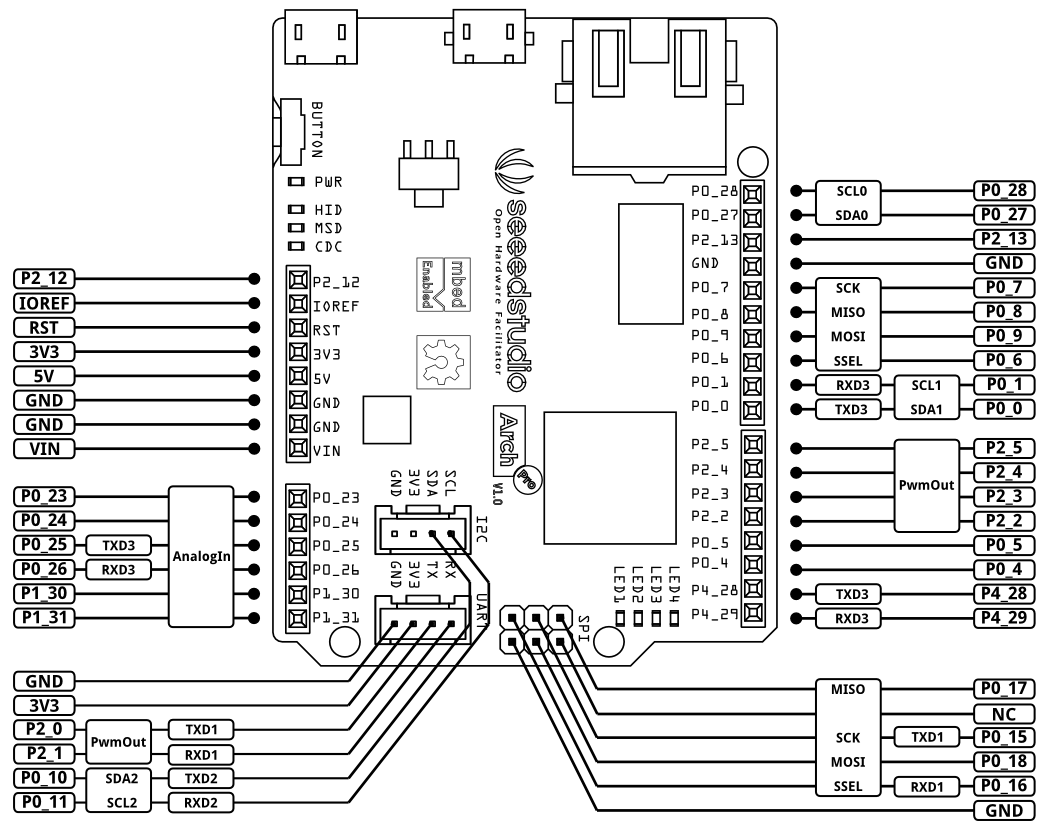 BUTTON
PWR
HID
MSD
CDC
seeedstudio
Open Hardware Facilitator
mbed
Enabled
Arch
Pro
V1.0
P2_12 P2_12
IOREF IOREF
RST RST
3V3 3V3
5V 5V
GND GND
GND GND
VIN VIN
P0_23 P0_23
P0_24 P0_24
P0_25 TXD3 P0_25
P0_26 RXD3 P0_26
P1_30 P1_30
P1_31 P1_31
AnalogIn
GND 3V3 SDA SCL
I2C
GND 3V3 TX RX
UART
LED1 LED2 LED3 LED4
SPI
P0_28 SCL0 P0_28
P0_27 SDA0 P0_27
P2_13 P2_13
GND GND
P0_7 SCK P0_7
P0_8 MISO P0_8
P0_9 MOSI P0_9
P0_6 SSEL P0_6
P0_1 RXD3 SCL1 P0_1
P0_0 TXD3 SDA1 P0_0
P2_5 P2_5
P2_4 P2_4
PwmOut
P2_3 P2_3
P2_2 P2_2
P0_5 P0_5
P0_4 P0_4
P4_28 TXD3 P4_28
P4_29 RXD3 P4_29
GND
3V3
P2_0 TXD1
PwmOut
P2_1 RXD1
P0_10 SDA2 TXD2
P0_11 SCL2 RXD2
MISO P0_17
NC
SCK TXD1 P0_15
MOSI P0_18
SSEL RXD1 P0_16
GND